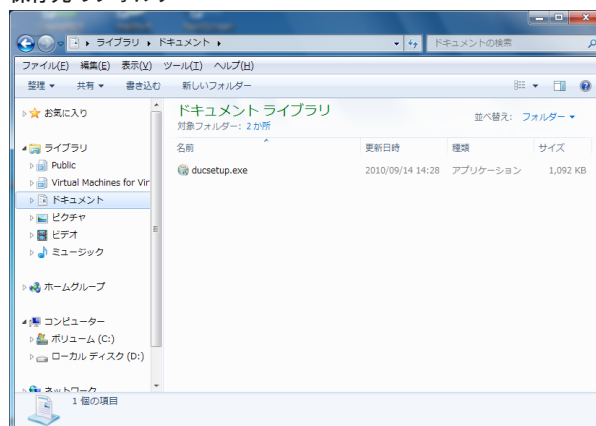 ライブラリ ドキュメント ドキュメントの検索
ファイル(F) 編集(E) 表示(V) ツール(T) ヘルプ(H)
整理 共有 書き込む 新しいフォルダー
お気に入り
ライブラリ
Public
Virtual Machines for Vir
ドキュメント
ピクチャ
ビデオ
ミュージック
ホームグループ
コンピューター
ボリューム (C:)
ローカル ディスク (D:)
ドキュメント ライブラリ
対象フォルダー: 2 か所
並べ替え: フォルダー
名前 更新日時 種類 サイズ
ducsetup.exe 2010/09/14 14:28 アプリケーション 1,092 KB
1 個の項目